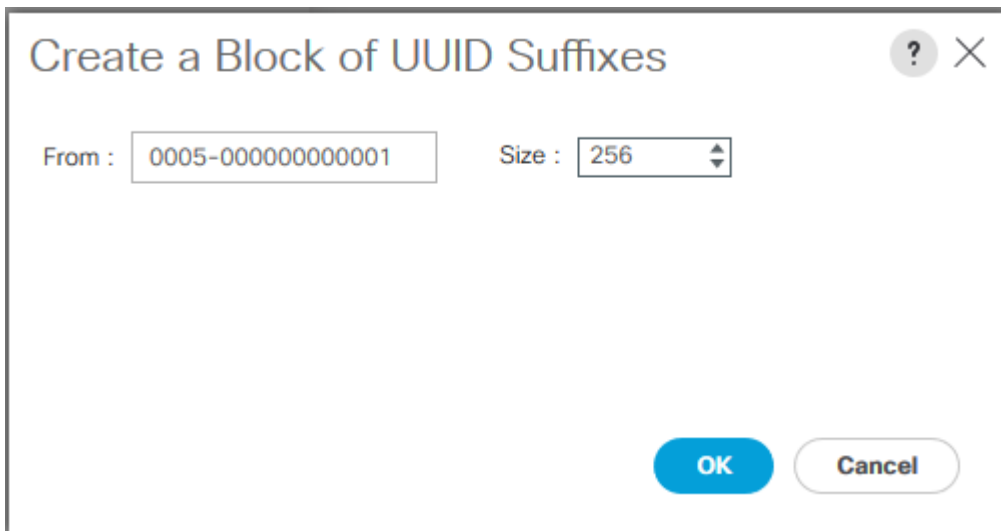 Create a Block of UUID Suffixes ?
From : 0005-000000000001 Size : 256
OK Cancel